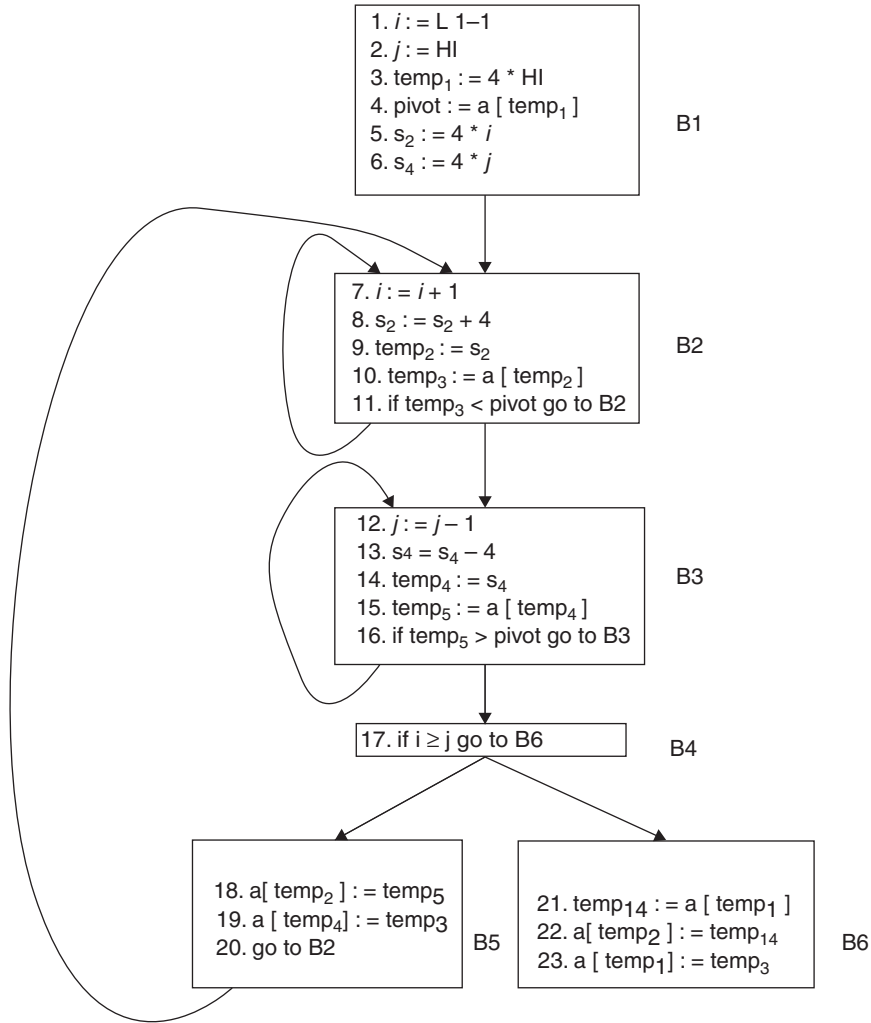 1. i : = L 1–1
2. j : = HI
3. temp₁ : = 4 * HI
4. pivot : = a [ temp₁ ]
5. s₂ : = 4 * i
6. s₄ : = 4 * j
B1
7. i : = i + 1
8. s₂ : = s₂ + 4
9. temp₂ : = s₂
10. temp₃ : = a [ temp₂ ]
11. if temp₃ < pivot go to B2
B2
12. j : = j – 1
13. s4 = s₄ – 4
14. temp₄ : = s₄
15. temp₅ : = a [ temp₄ ]
16. if temp₅ > pivot go to B3
B3
17. if i ≥ j go to B6
B4
18. a[ temp₂ ] : = temp₅
19. a [ temp₄] : = temp₃
20. go to B2
B5
21. temp₁₄ : = a [ temp₁ ]
22. a[ temp₂ ] : = temp₁₄
23. a [ temp₁] : = temp₃
B6